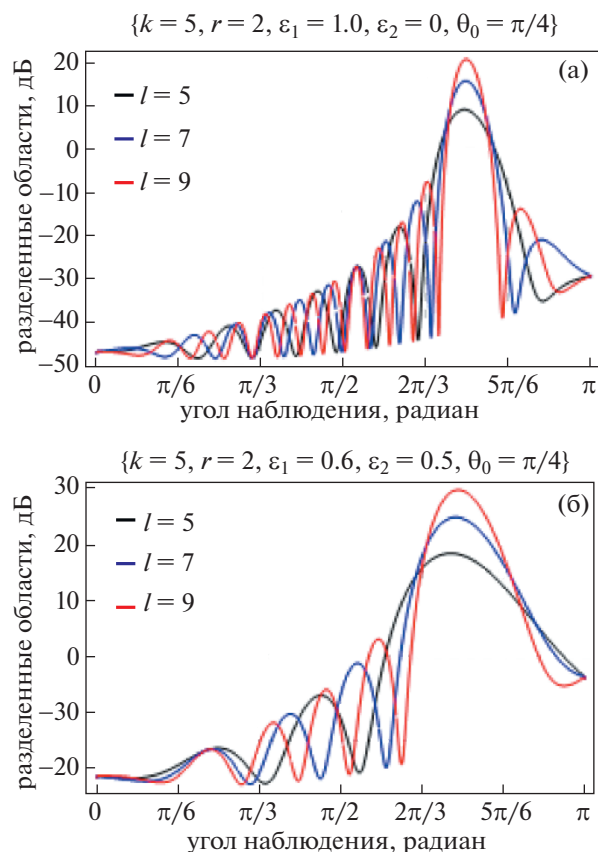 {k = 5, r = 2, ε₁ = 1.0, ε₂ = 0, θ₀ = π/4}
(а)
разделенные области, дБ
20
10
0
−10
−20
−30
−40
−50
l = 5
l = 7
l = 9
0 π/6 π/3 π/2 2π/3 5π/6 π
угол наблюдения, радиан
{k = 5, r = 2, ε₁ = 0.6, ε₂ = 0.5, θ₀ = π/4}
(б)
разделенные области, дБ
30
20
10
0
−30
−20
l = 5
l = 7
l = 9
0 π/6 π/3 π/2 2π/3 5π/6 π
угол наблюдения, радиан